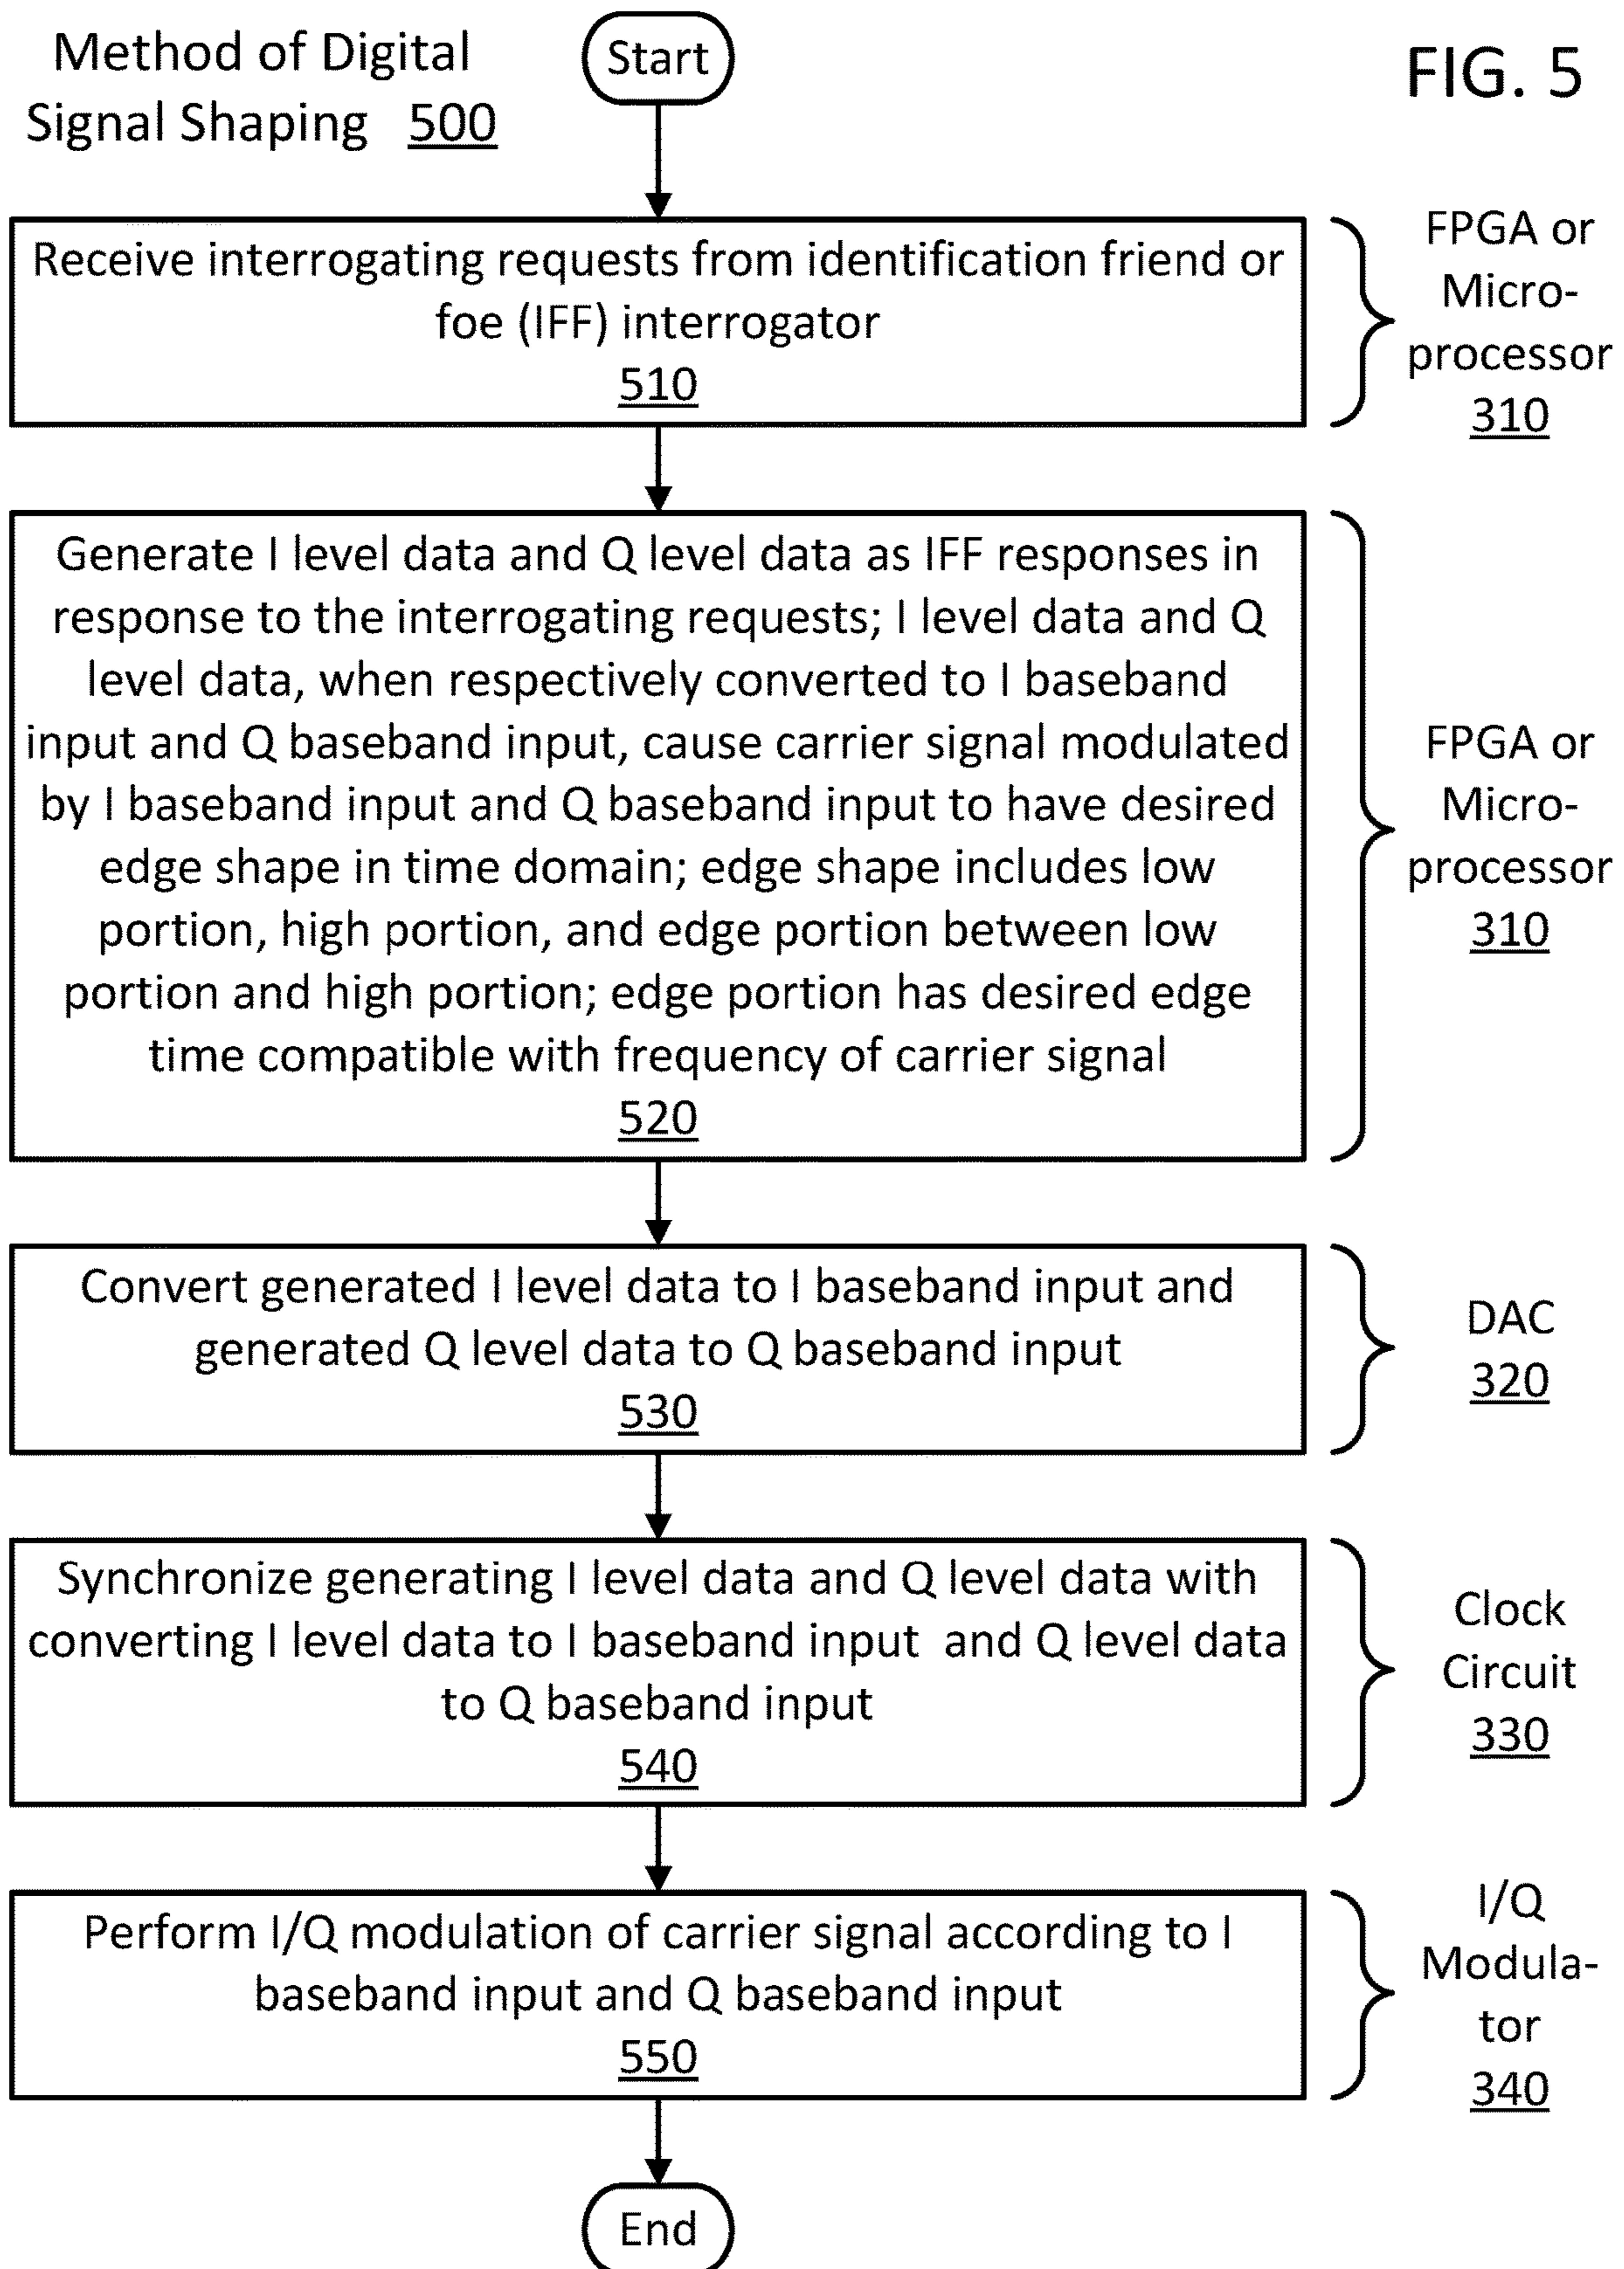 Method of Digital
Signal Shaping 500
Start
FIG. 5
Receive interrogating requests from identification friend or
foe (IFF) interrogator
510
FPGA or
Micro-
processor
310
Generate I level data and Q level data as IFF responses in
response to the interrogating requests; I level data and Q
level data, when respectively converted to I baseband
input and Q baseband input, cause carrier signal modulated
by I baseband input and Q baseband input to have desired
edge shape in time domain; edge shape includes low
portion, high portion, and edge portion between low
portion and high portion; edge portion has desired edge
time compatible with frequency of carrier signal
520
FPGA or
Micro-
processor
310
Convert generated I level data to I baseband input and
generated Q level data to Q baseband input
530
DAC
320
Synchronize generating I level data and Q level data with
converting I level data to I baseband input and Q level data
to Q baseband input
540
Clock
Circuit
330
Perform I/Q modulation of carrier signal according to I
baseband input and Q baseband input
550
I/Q
Modula-
tor
340
End